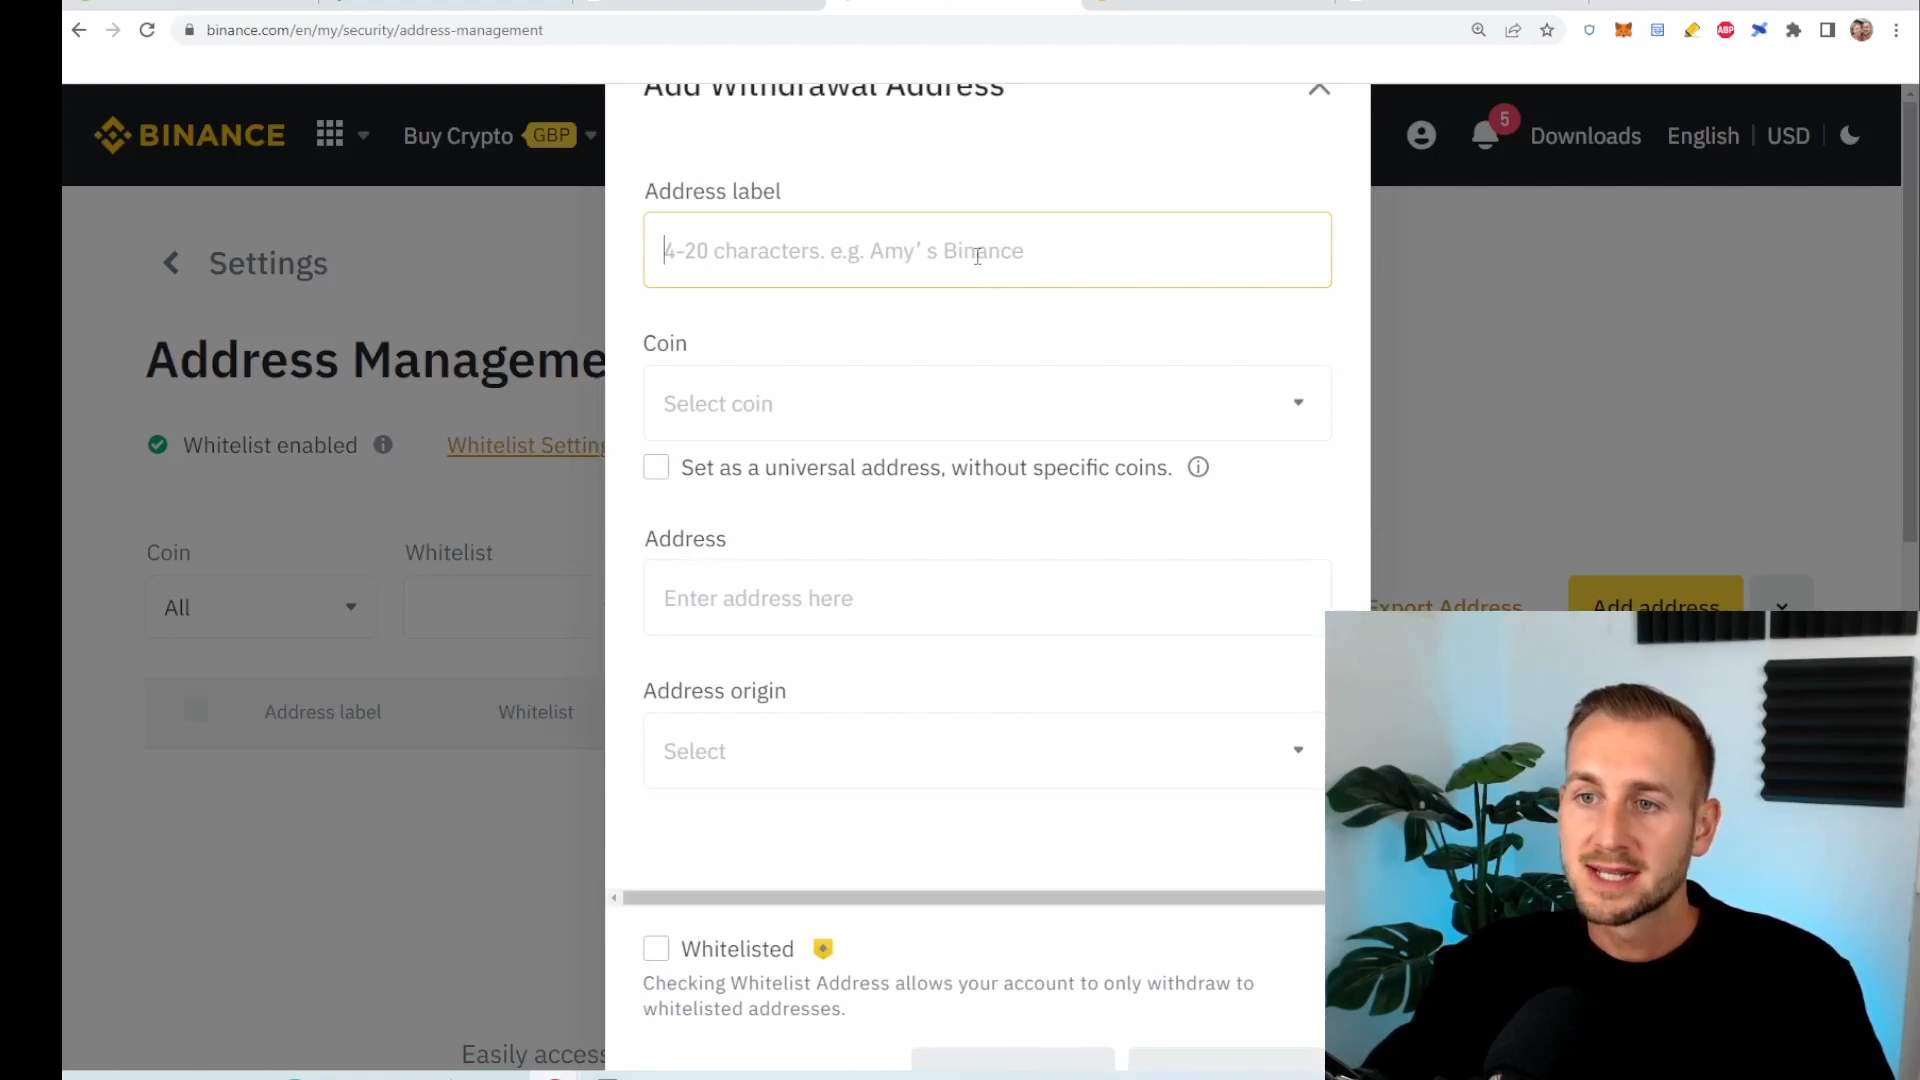 binance.com/en/my/security/address-management
ABP
Add Withdrawal Address
BINANCE
Buy Crypto GBP
5
Downloads English USD
Address label
4-20 characters. e.g. Amy’ s Binance
Settings
Coin
Address Manageme
Select coin
Whitelist enabled
Whitelist Setting
Set as a universal address, without specific coins.
Address
Coin
Whitelist
Enter address here
All
Export Address
Add address
Address origin
Address label
Whitelist
Select
Whitelisted
Checking Whitelist Address allows your account to only withdraw to
whitelisted addresses.
Easily access